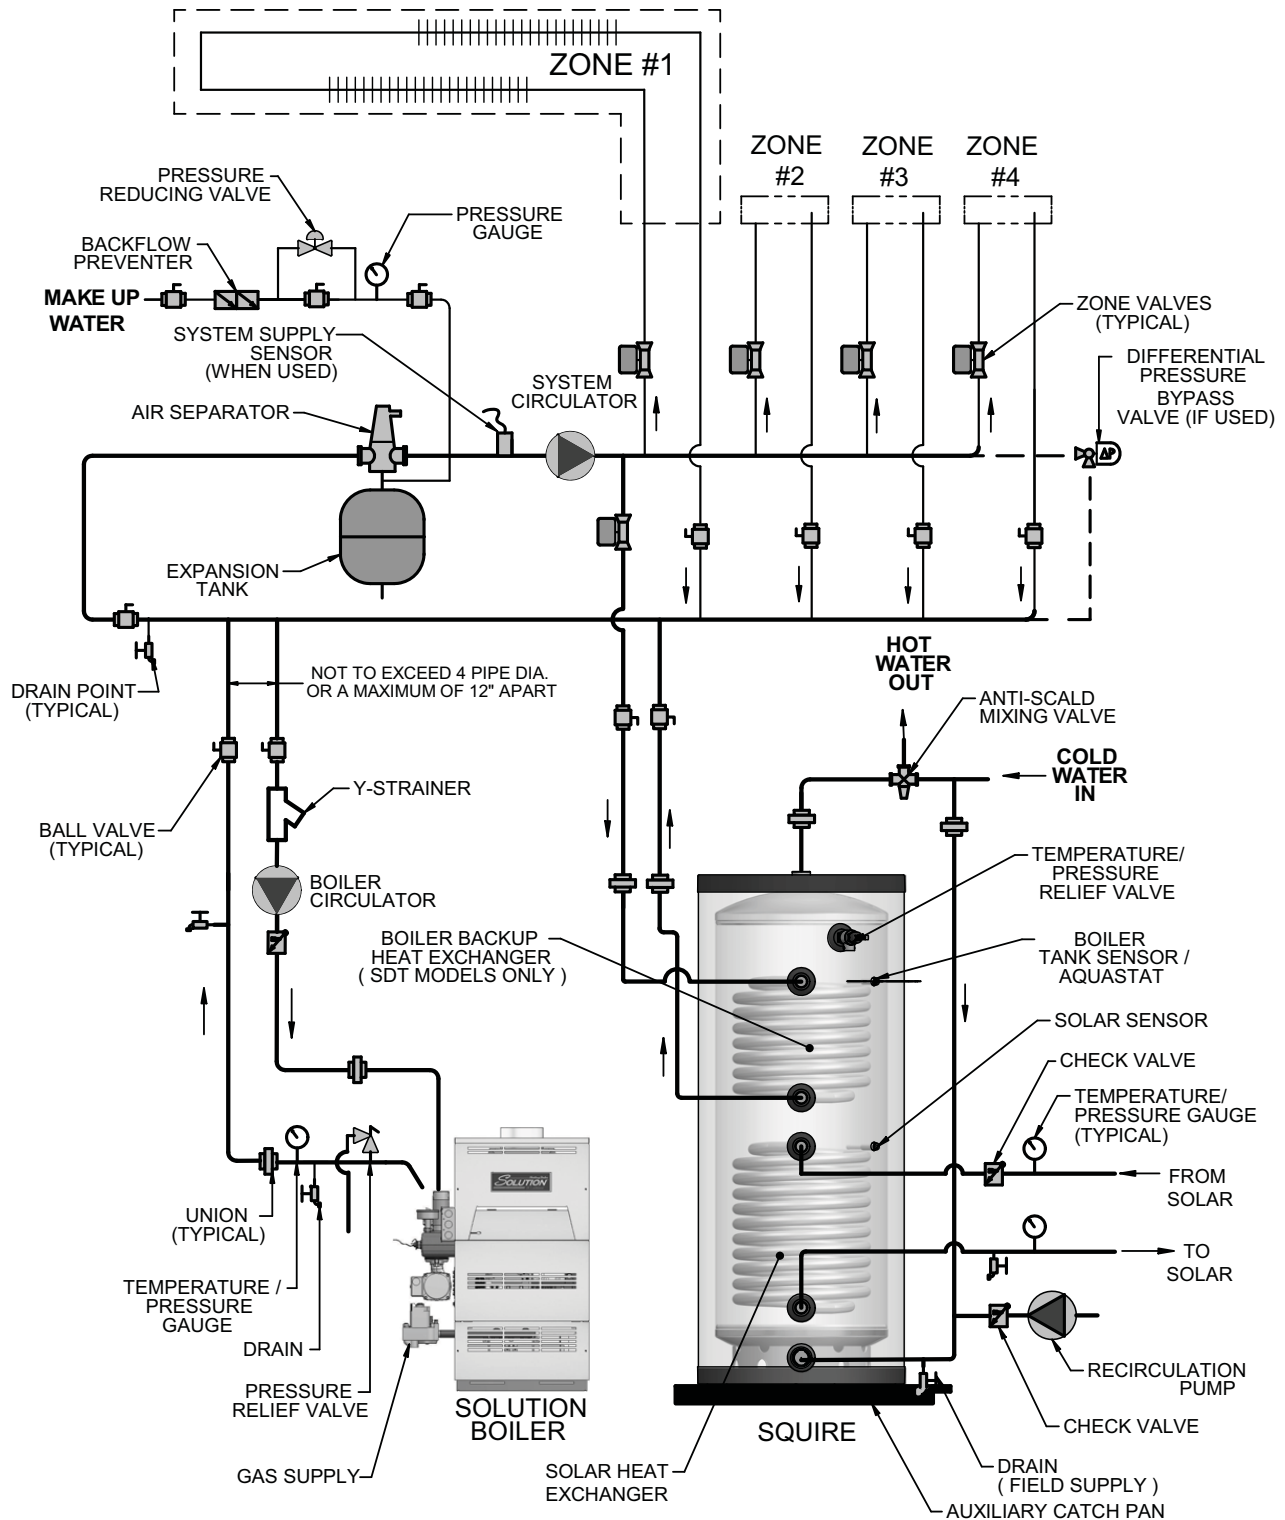 ZONE #1
ZONE
#2
ZONE
#3
ZONE
#4
PRESSURE
REDUCING VALVE
PRESSURE
GAUGE
BACKFLOW
PREVENTER
MAKE UP
WATER
SYSTEM SUPPLY
SENSOR
(WHEN USED)
SYSTEM
CIRCULATOR
ZONE VALVES
(TYPICAL)
DIFFERENTIAL
PRESSURE
BYPASS
VALVE (IF USED)
ΔP
AIR SEPARATOR
EXPANSION
TANK
DRAIN POINT
(TYPICAL)
NOT TO EXCEED 4 PIPE DIA.
OR A MAXIMUM OF 12" APART
HOT
WATER
OUT
ANTI-SCALD
MIXING VALVE
COLD
WATER
IN
Y-STRAINER
BALL VALVE
(TYPICAL)
BOILER
CIRCULATOR
TEMPERATURE/
PRESSURE
RELIEF VALVE
BOILER BACKUP
HEAT EXCHANGER
( SDT MODELS ONLY )
BOILER
TANK SENSOR /
AQUASTAT
SOLAR SENSOR
CHECK VALVE
TEMPERATURE/
PRESSURE GAUGE
(TYPICAL)
FROM
SOLAR
TO
SOLAR
SOLUTION
UNION
(TYPICAL)
TEMPERATURE /
PRESSURE
GAUGE
DRAIN
PRESSURE
RELIEF VALVE
GAS SUPPLY
SOLUTION
BOILER
SQUIRE
RECIRCULATION
PUMP
CHECK VALVE
SOLAR HEAT
EXCHANGER
DRAIN
( FIELD SUPPLY )
AUXILIARY CATCH PAN